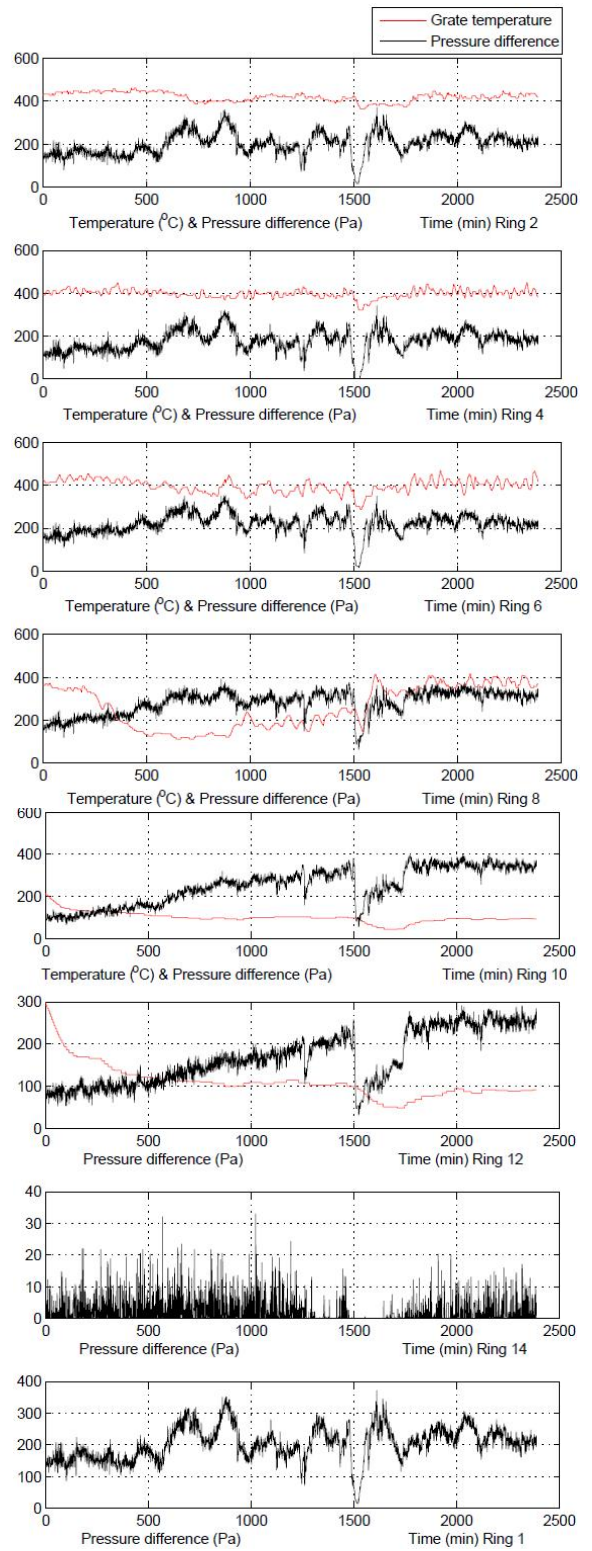 Grate temperature
Pressure difference
600
400
200
0
0 500 1000 1500 2000 2500
Temperature (⁰C) & Pressure difference (Pa) Time (min) Ring 2
600
400
200
0
0 500 1000 1500 2000 2500
Temperature (⁰C) & Pressure difference (Pa) Time (min) Ring 4
600
400
200
0
0 500 1000 1500 2000 2500
Temperature (⁰C) & Pressure difference (Pa) Time (min) Ring 6
600
400
200
0
0 500 1000 1500 2000 2500
Temperature (⁰C) & Pressure difference (Pa) Time (min) Ring 8
600
400
200
0
0 500 1000 1500 2000 2500
Temperature (⁰C) & Pressure difference (Pa) Time (min) Ring 10
300
200
100
0
0 500 1000 1500 2000 2500
Pressure difference (Pa) Time (min) Ring 12
40
30
20
10
0
0 500 1000 1500 2000 2500
Pressure difference (Pa) Time (min) Ring 14
400
300
200
100
0
0 500 1000 1500 2000 2500
Pressure difference (Pa) Time (min) Ring 1